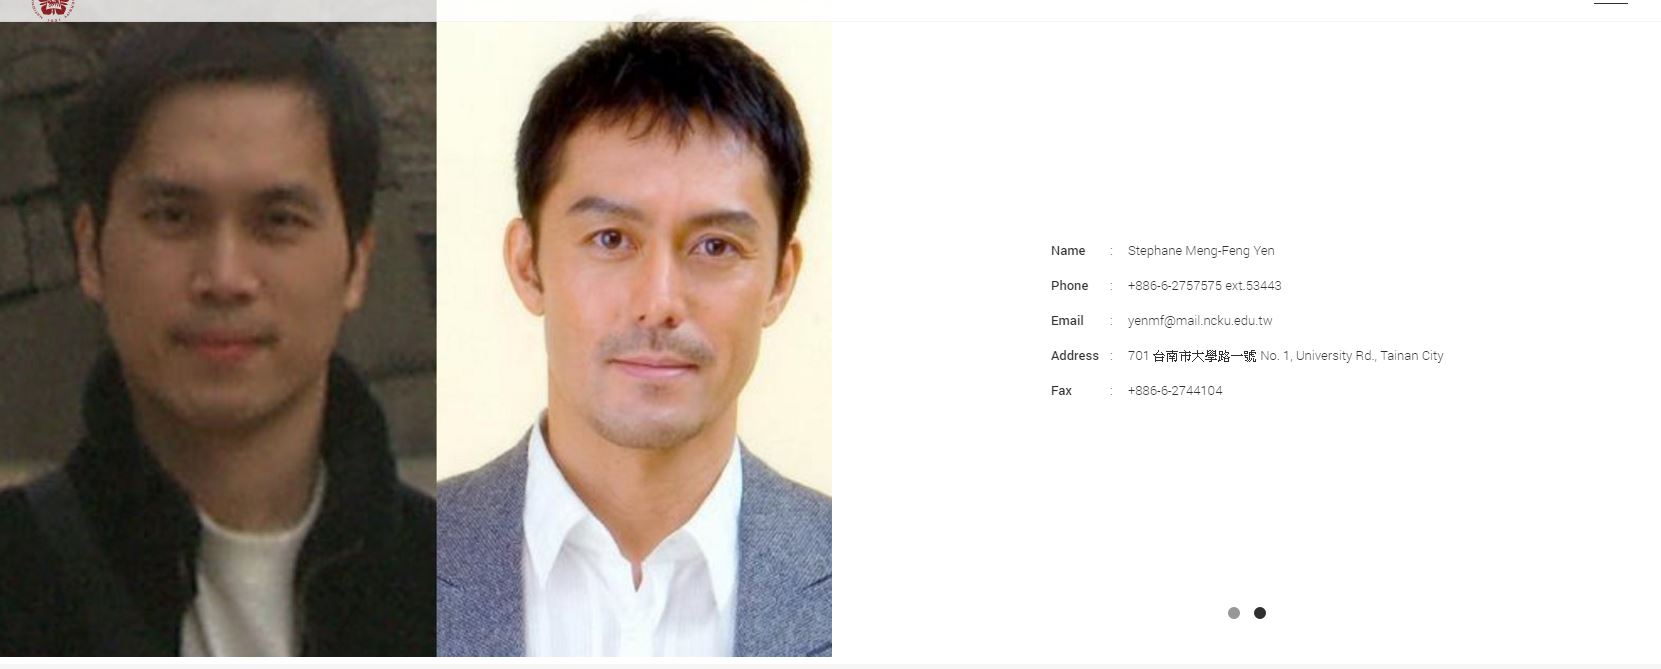 Name : Stephane Meng-Feng Yen
Phone : +886-6-2757575 ext.53443
Email : yenmf@mail.ncku.edu.tw
Address : 701 台南市大學路一號 No. 1, University Rd., Tainan City
Fax : +886-6-2744104